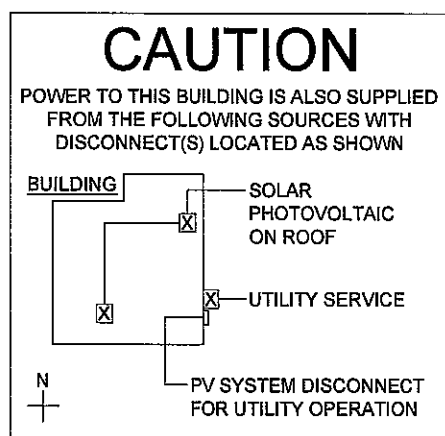 CAUTION
POWER TO THIS BUILDING IS ALSO SUPPLIED
FROM THE FOLLOWING SOURCES WITH
DISCONNECT(S) LOCATED AS SHOWN
BUILDING
SOLAR
PHOTOVOLTAIC
ON ROOF
X
X
X
UTILITY SERVICE
N
PV SYSTEM DISCONNECT
FOR UTILITY OPERATION